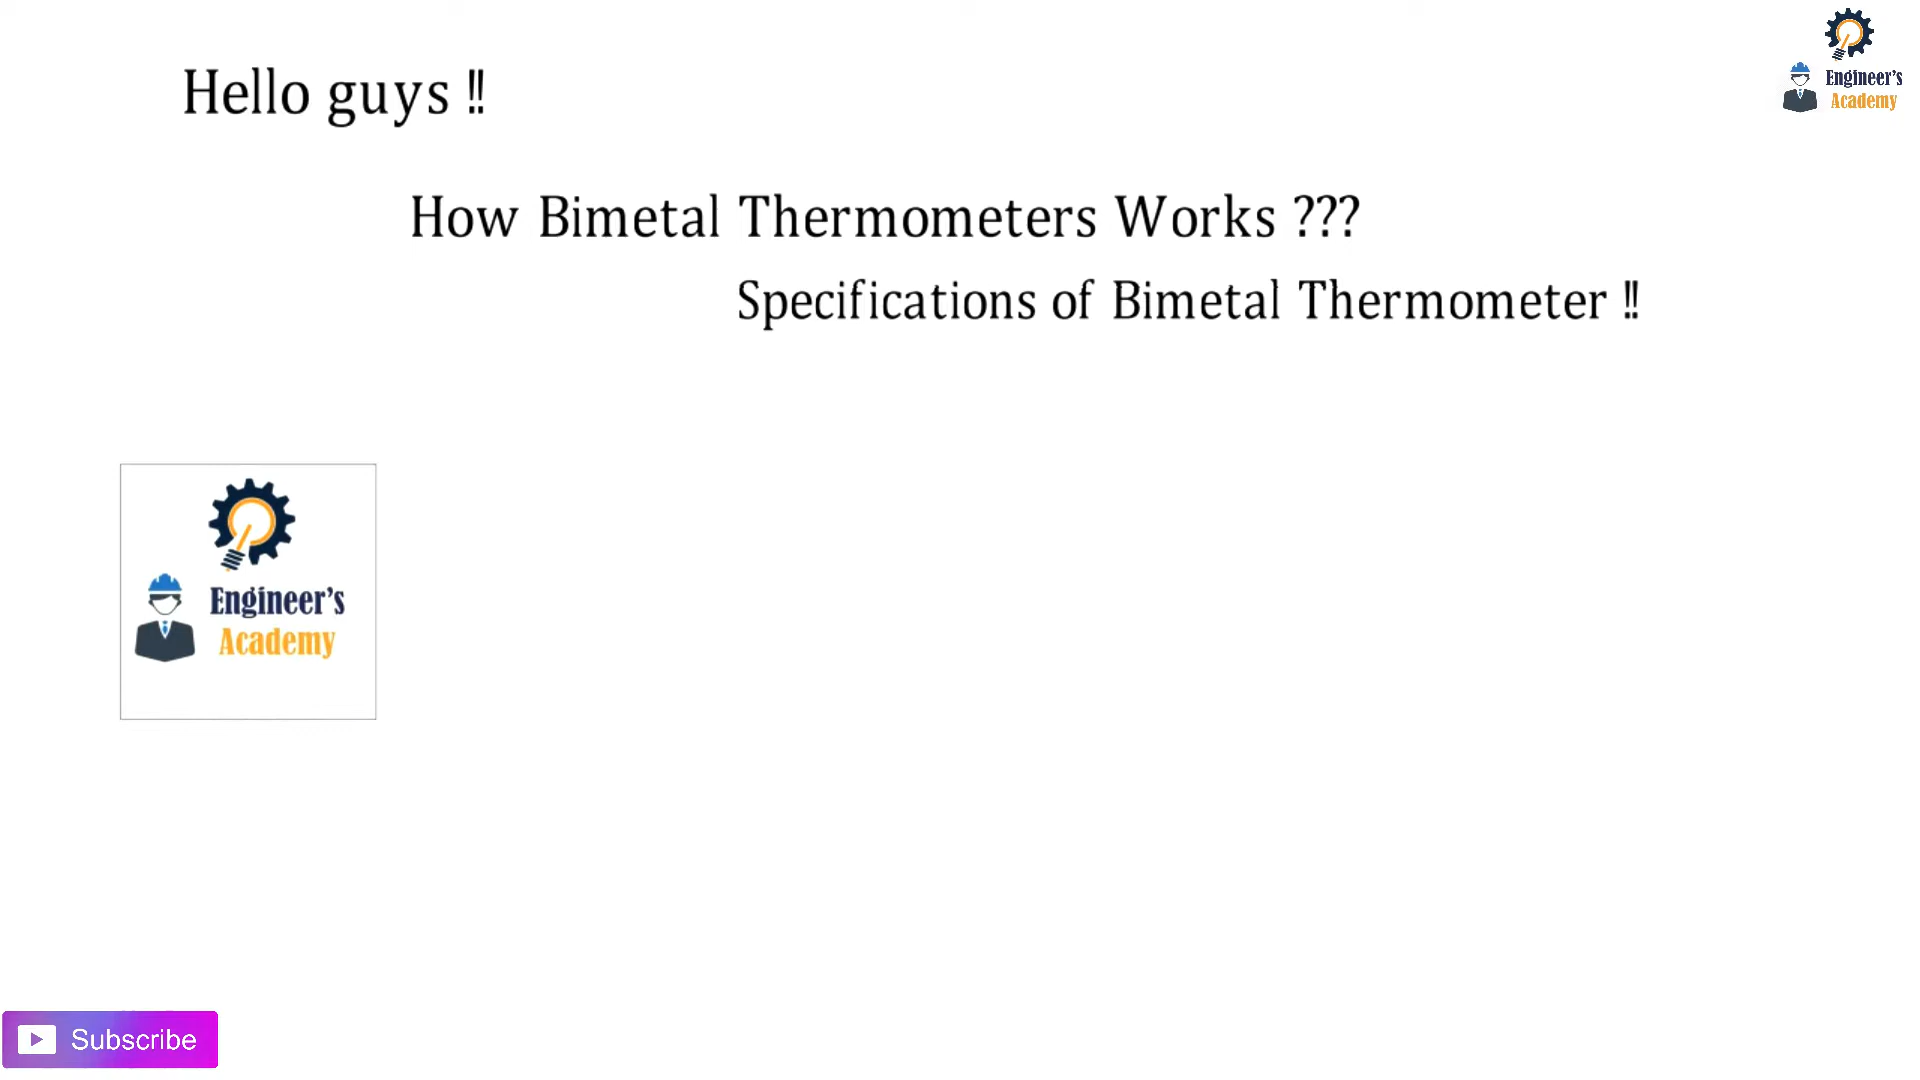 Hello guys !!
Engineer's
Academy
How Bimetal Thermometers Works ???
Specifications of Bimetal Thermometer !!
Engineer's
Academy
Subscribe